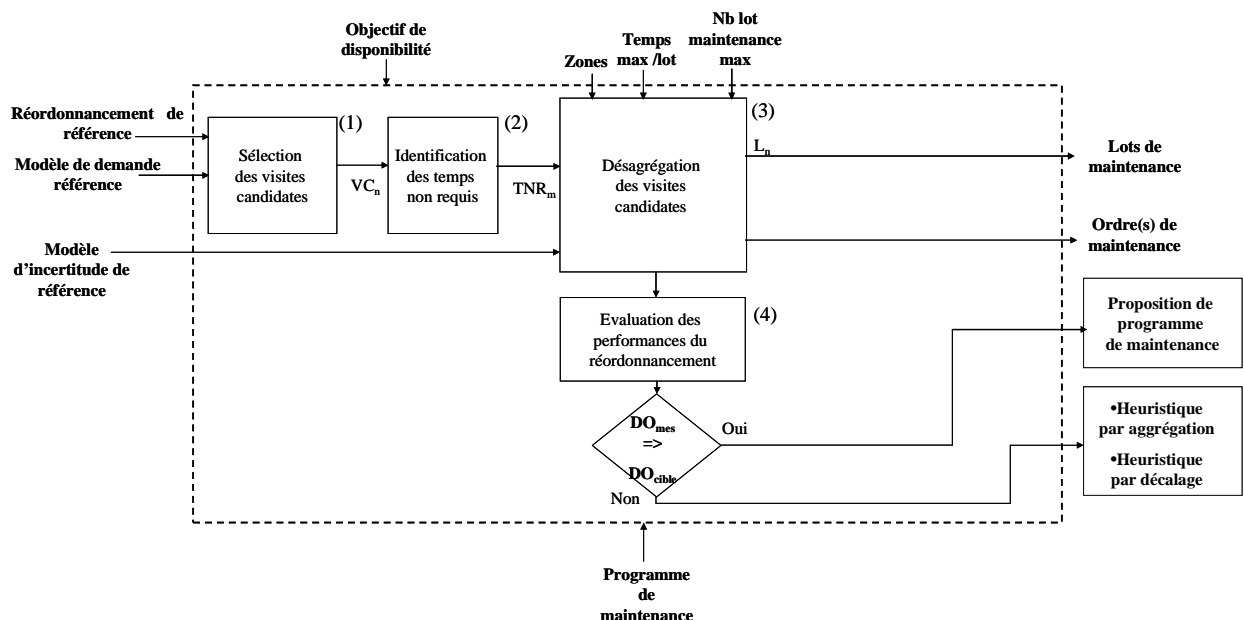 Objectif de
disponibilité
Zones
Temps
max /lot
Nb lot
maintenance
max
Réordonnancement de
référence
Modèle de demande
référence
Modèle
d'incertitude de
référence
(1)
Sélection
des visites
candidates
VCn
(2)
Identification
des temps
non requis
TNRm
(3)
Désagrégation
des visites
candidates
Ln
Lots de
maintenance
Ordre(s) de
maintenance
(4)
Evaluation des
performances du
réordonnancement
Proposition de
programme
de maintenance
DOmes
=>
DOcible
Oui
Non
•Heuristique
par aggrégation
•Heuristique
par décalage
Programme
de
maintenance